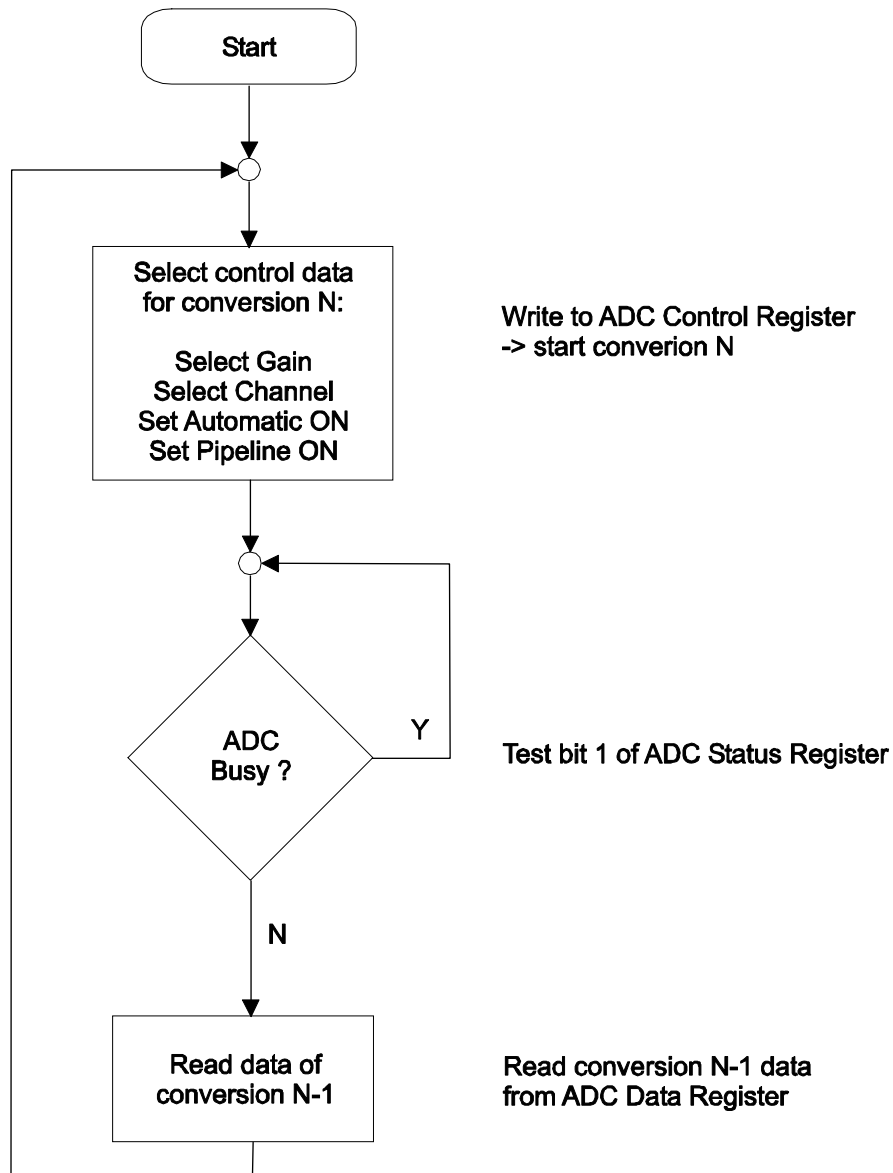 Start
Select control data
for conversion N:
Select Gain
Select Channel
Set Automatic ON
Set Pipeline ON
Write to ADC Control Register
-> start converion N
ADC
Busy ?
Y
Test bit 1 of ADC Status Register
N
Read data of
conversion N-1
Read conversion N-1 data
from ADC Data Register